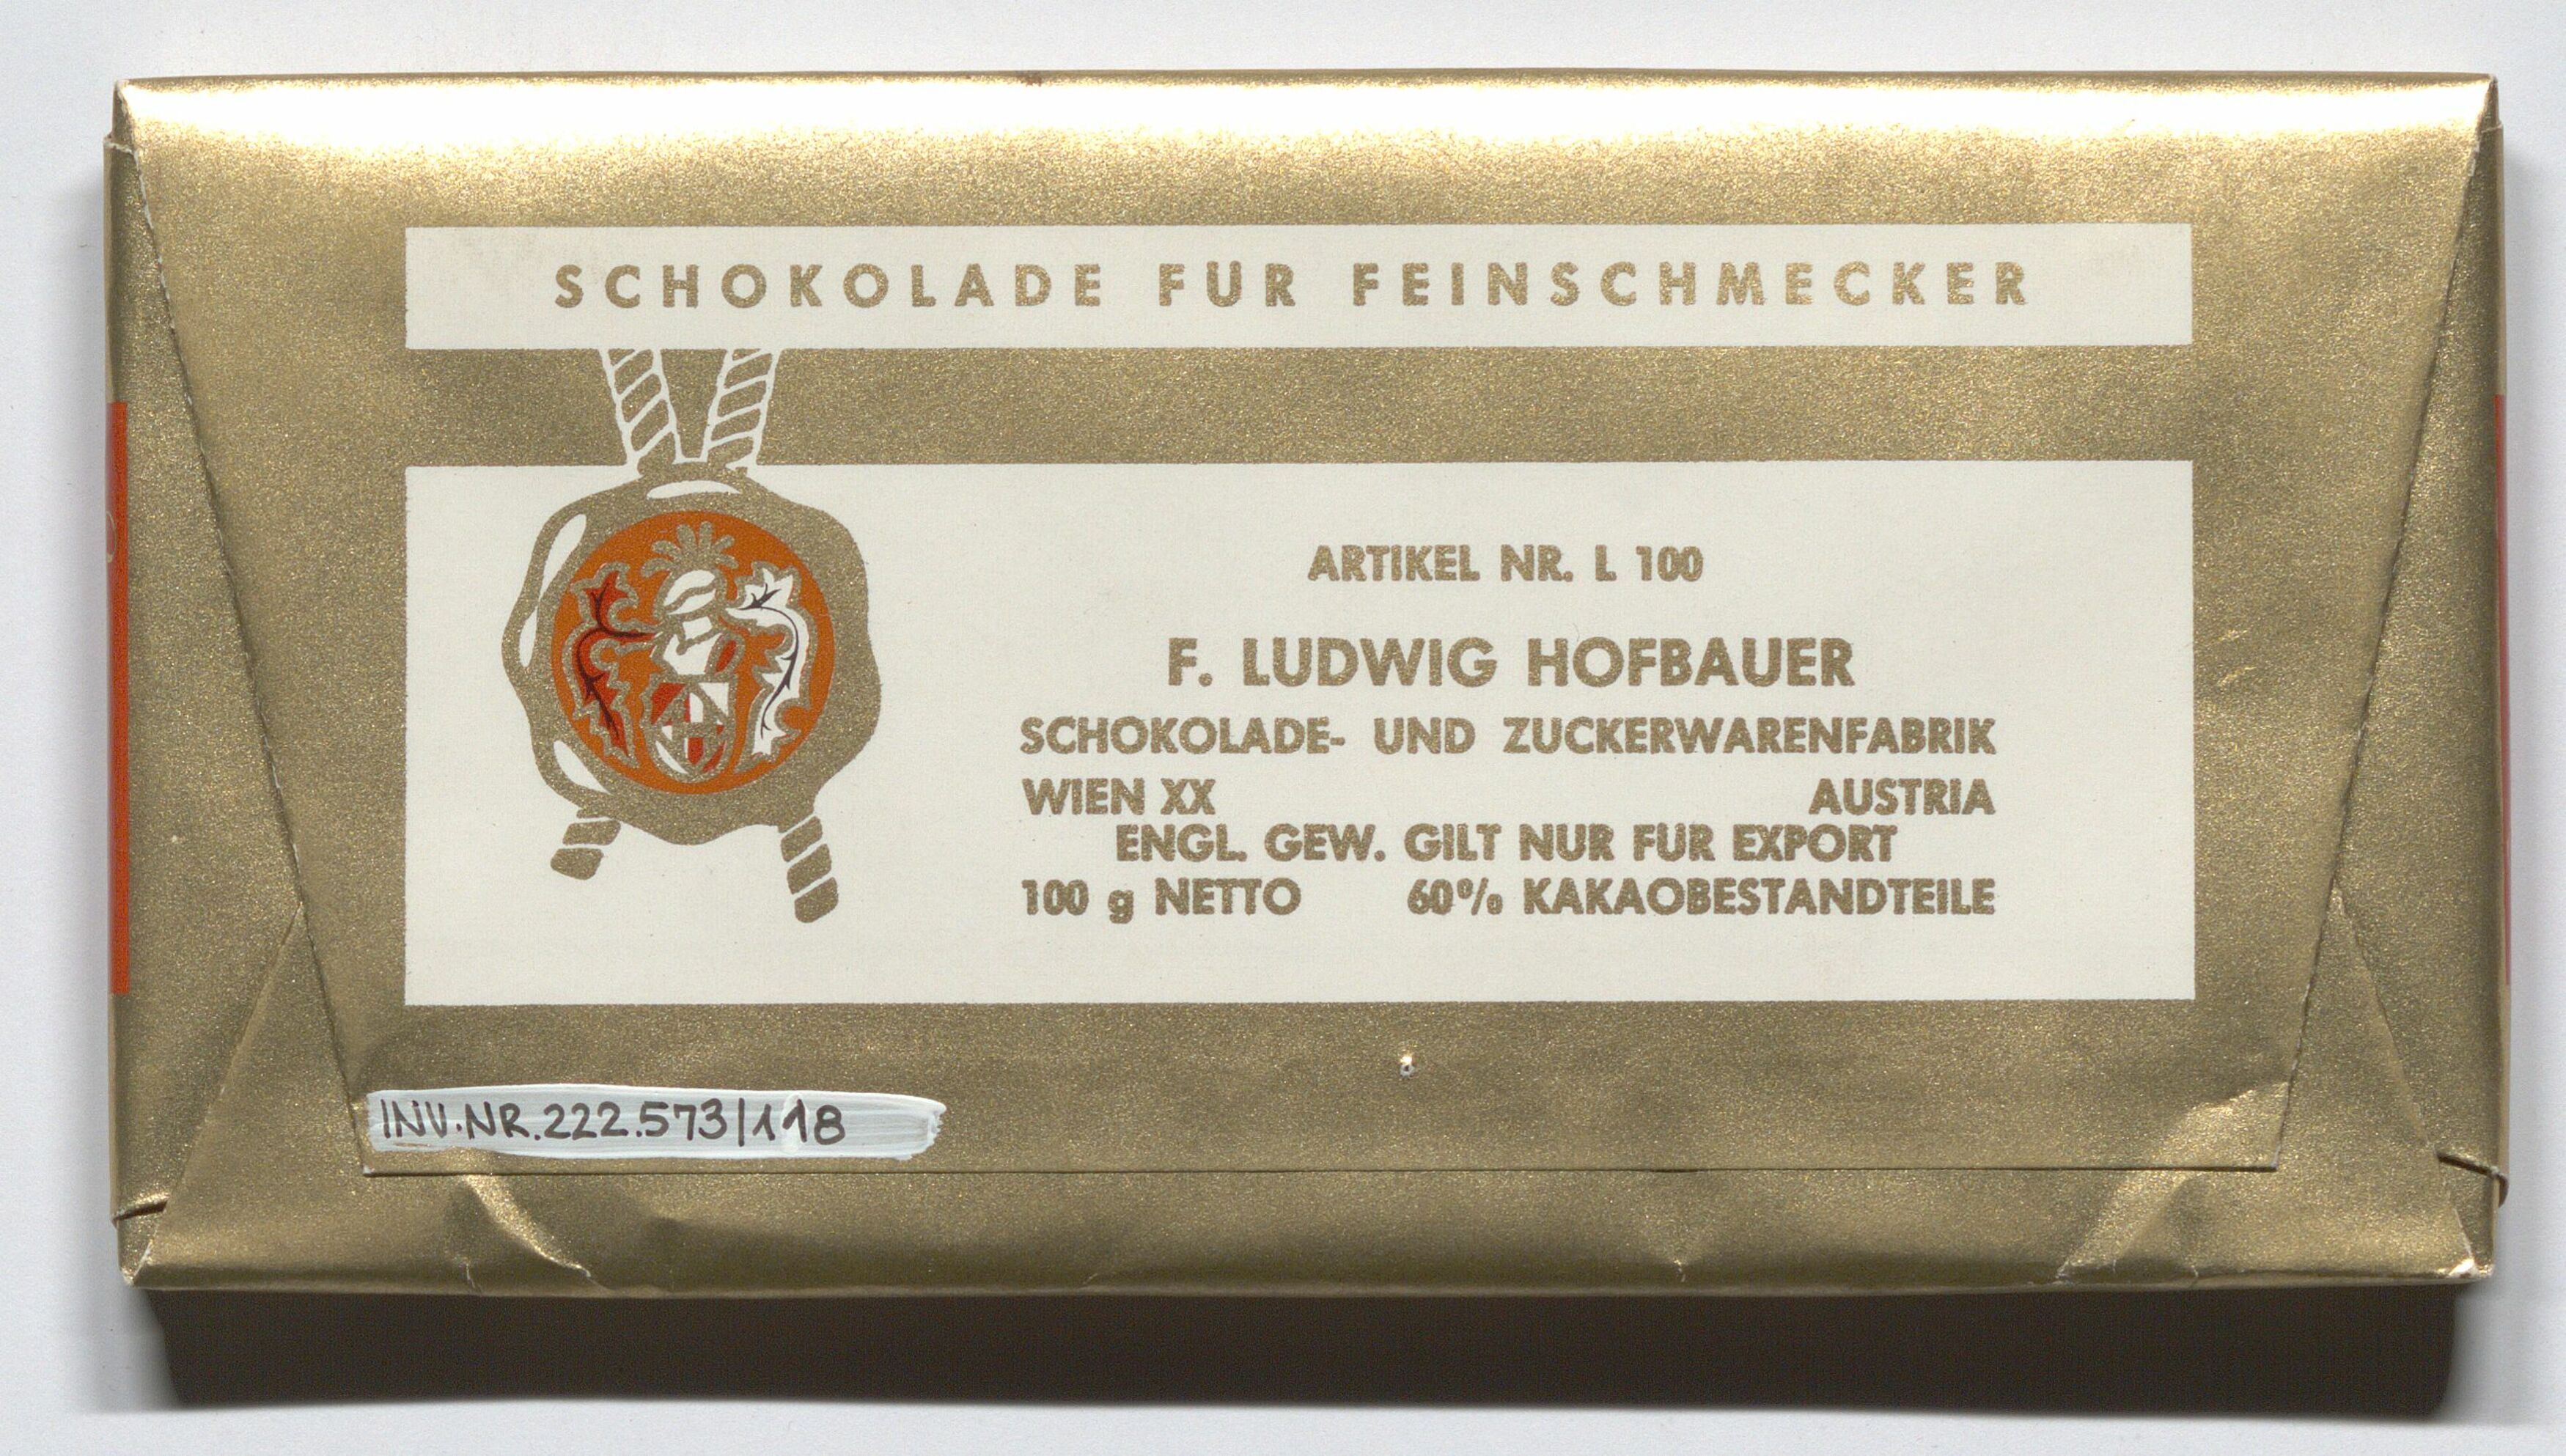 SCHOKOLADE FÜR FEINSCHMECKER
ARTIKEL NR. L 100
F. LUDWIG HOFBAUER
SCHOKOLADE- UND ZUCKERWARENFABRIK
WIEN XX AUSTRIA
ENGL. GEW. GILT NUR FÜR EXPORT
100 g NETTO 60% KAKAOBESTANDTEILE
INV.NR.222.573/118